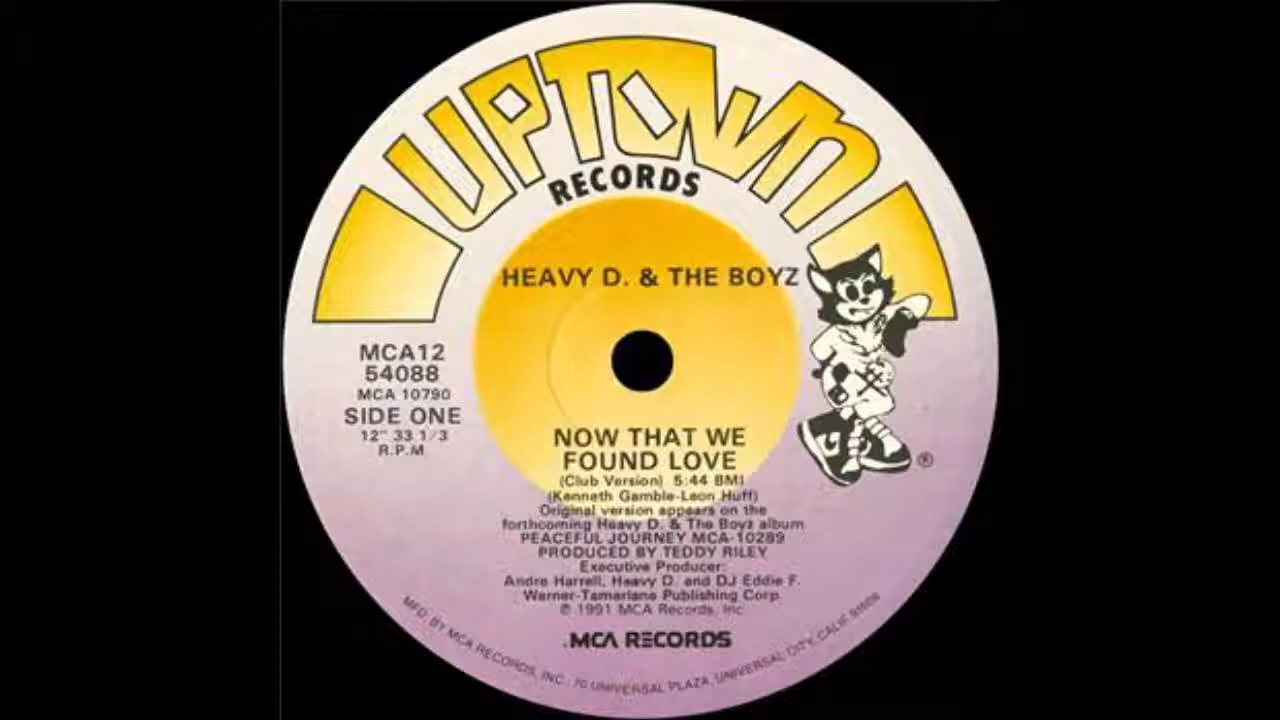 UPTOWN
RECORDS
HEAVY D. & THE BOYZ
MCA12
54088
MCA 10790
SIDE ONE
12" 33 1/3
R.P.M
NOW THAT WE
FOUND LOVE
(Club Version) 5:44 BMI
(Kenneth Gamble-Leon Huff)
Original version appears on the
forthcoming Heavy D. & The Boyz album
PEACEFUL JOURNEY MCA-10289
PRODUCED BY TEDDY RILEY
Executive Producer:
Andre Harrell, Heavy D. and DJ Eddie F.
Warner-Tamerlane Publishing Corp
℗ 1991 MCA Records, Inc
.MCA RECORDS
®
MFD. BY MCA RECORDS, INC. 70 UNIVERSAL PLAZA, UNIVERSAL CITY, CALIF.